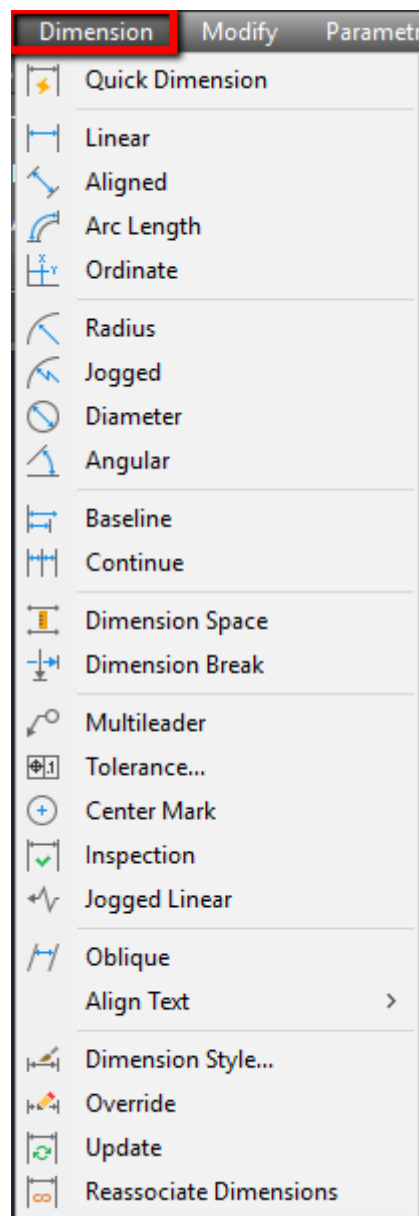 Dimension Modify Parametr
Quick Dimension
Linear
Aligned
Arc Length
Ordinate
Radius
Jogged
Diameter
Angular
Baseline
Continue
Dimension Space
Dimension Break
Multileader
Tolerance...
Center Mark
Inspection
Jogged Linear
Oblique
Align Text
Dimension Style...
Override
Update
Reassociate Dimensions